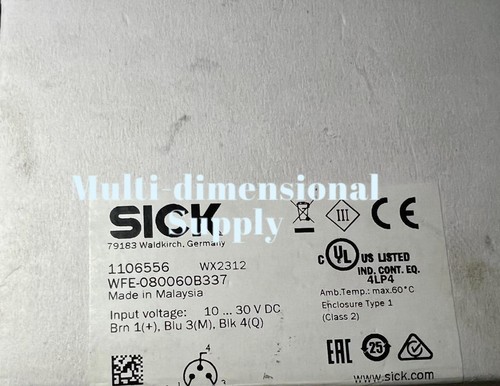 Multi-dimensional
Supply
SICK
79183 Waldkirch, Germany
III
CE
1106556 WX2312
WFE-080060B337
Made in Malaysia
Input voltage: 10 ... 30 V DC
Brn 1(+), Blu 3(M), Blk 4(Q)
C UL US LISTED
IND. CONT. EQ.
4LP4
Amb.Temp.: max.60°C
Enclosure Type 1
(Class 2)
4
EAC 25
www.sick.com